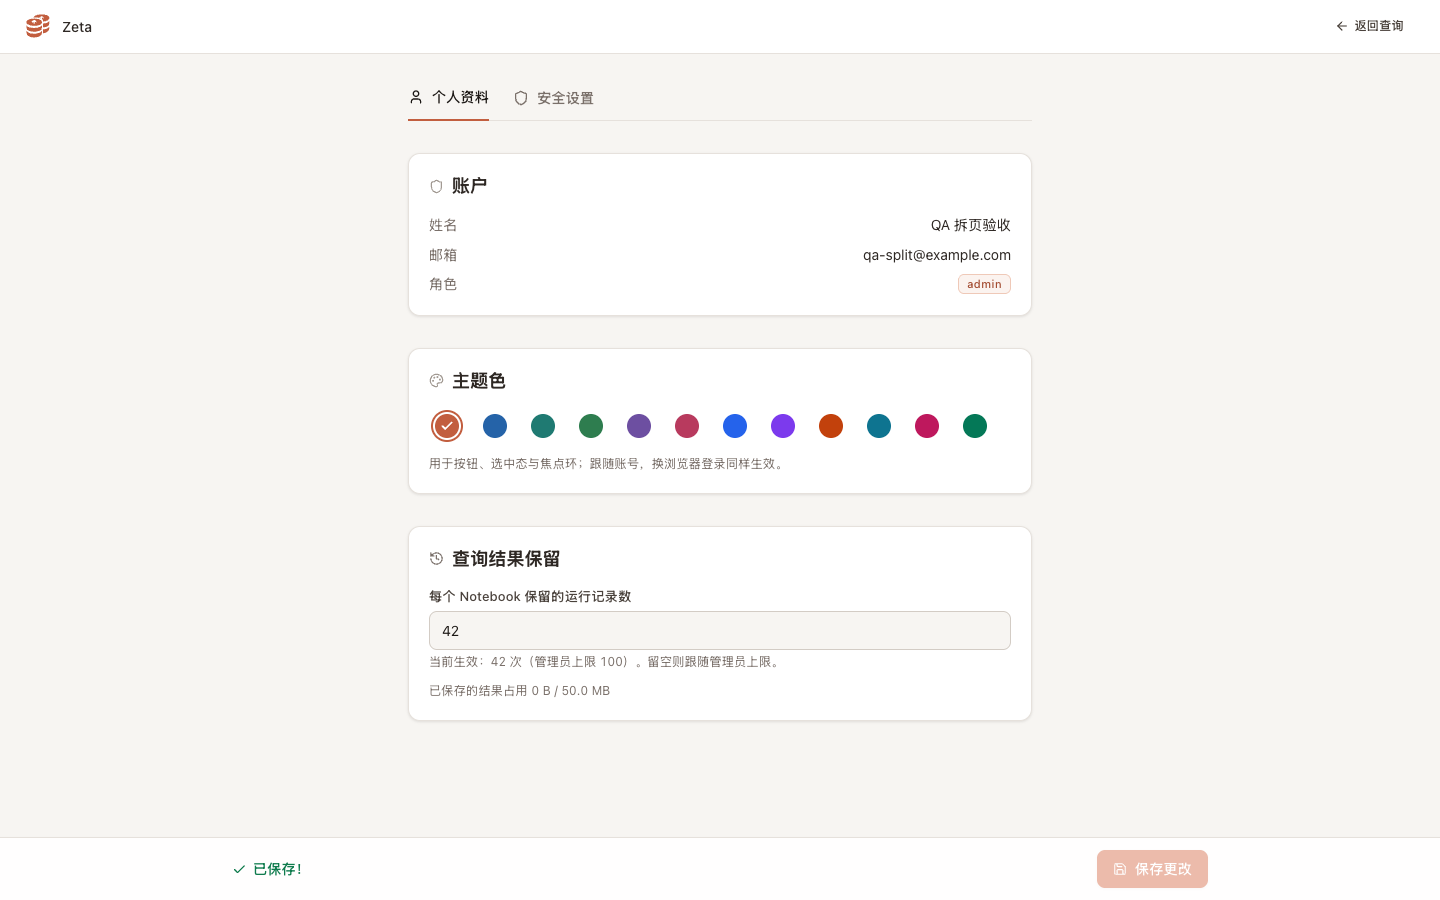 Zeta
返回查询
个人资料
安全设置
账户
姓名
QA 拆页验收
邮箱
qa-split@example.com
角色
admin
主题色
用于按钮、选中态与焦点环；跟随账号，换浏览器登录同样生效。
查询结果保留
每个 Notebook 保留的运行记录数
42
当前生效：42 次（管理员上限 100）。留空则跟随管理员上限。
已保存的结果占用 0 B / 50.0 MB
已保存！
保存更改